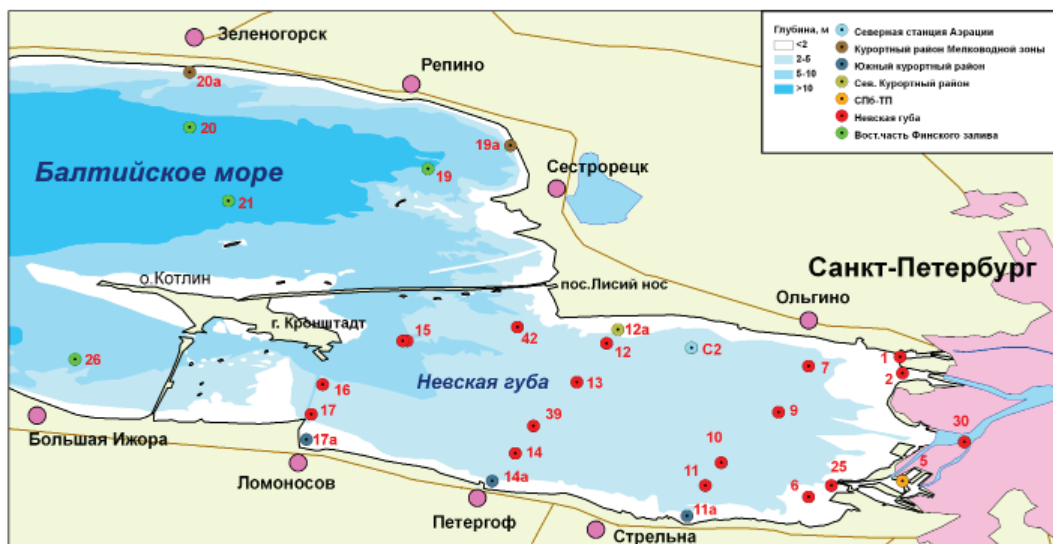 Зеленогорск
Репино
20а
20
19а
19
Сестрорецк
Балтийское море
21
Глубина, м
<2
2-5
5-10
>10
Северная станция Аэрации
Курортный район Мелководной зоны
Южный курортный район
Сев. Курортный район
СПб-ТП
Невская губа
Вост.часть Финского залива
Санкт-Петербург
о.Котлин
пос.Лисий нос
Ольгино
г. Кронштадт
15
42
12а
12
С2
1
2
7
26
16
Невская губа
13
17
39
9
30
Большая Ижора
17а
14
10
5
Ломоносов
14а
11
25
6
Петергоф
11а
Стрельна